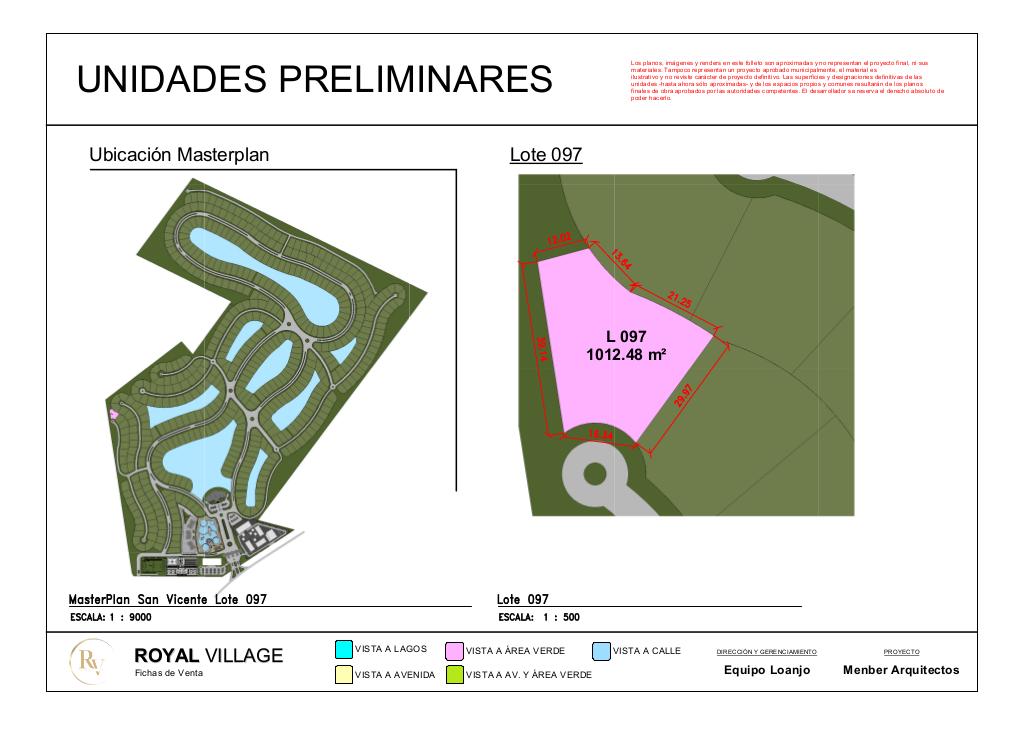 UNIDADES PRELIMINARES
Los planos, imágenes y renders en este folleto son aproximadas y no representan el proyecto final, ni sus
materiales. Tampoco representan un proyecto aprobado municipalmente, el material es
ilustrativo y no reviste carácter de proyecto definitivo. Las superficies y designaciones definitivas de las
unidades -hasta ahora sólo aproximadas- y de los espacios propios y comunes resultarán de los planos
finales de obra aprobados por las autoridades competentes. El desarrollador se reserva el derecho absoluto de
poder hacerlo.
Ubicación Masterplan
Lote 097
12.02
13.64
21.25
L 097
1012.48 m²
29.97
MasterPlan San Vicente Lote 097
ESCALA: 1 : 9000
Lote 097
ESCALA: 1 : 500
RV
ROYAL VILLAGE
Fichas de Venta
VISTA A LAGOS
VISTA A ÁREA VERDE
VISTA A CALLE
VISTA A AVENIDA
VISTA A AV. Y ÁREA VERDE
DIRECCIÓN Y GERENCIAMIENTO
Equipo Loanjo
PROYECTO
Menber Arquitectos